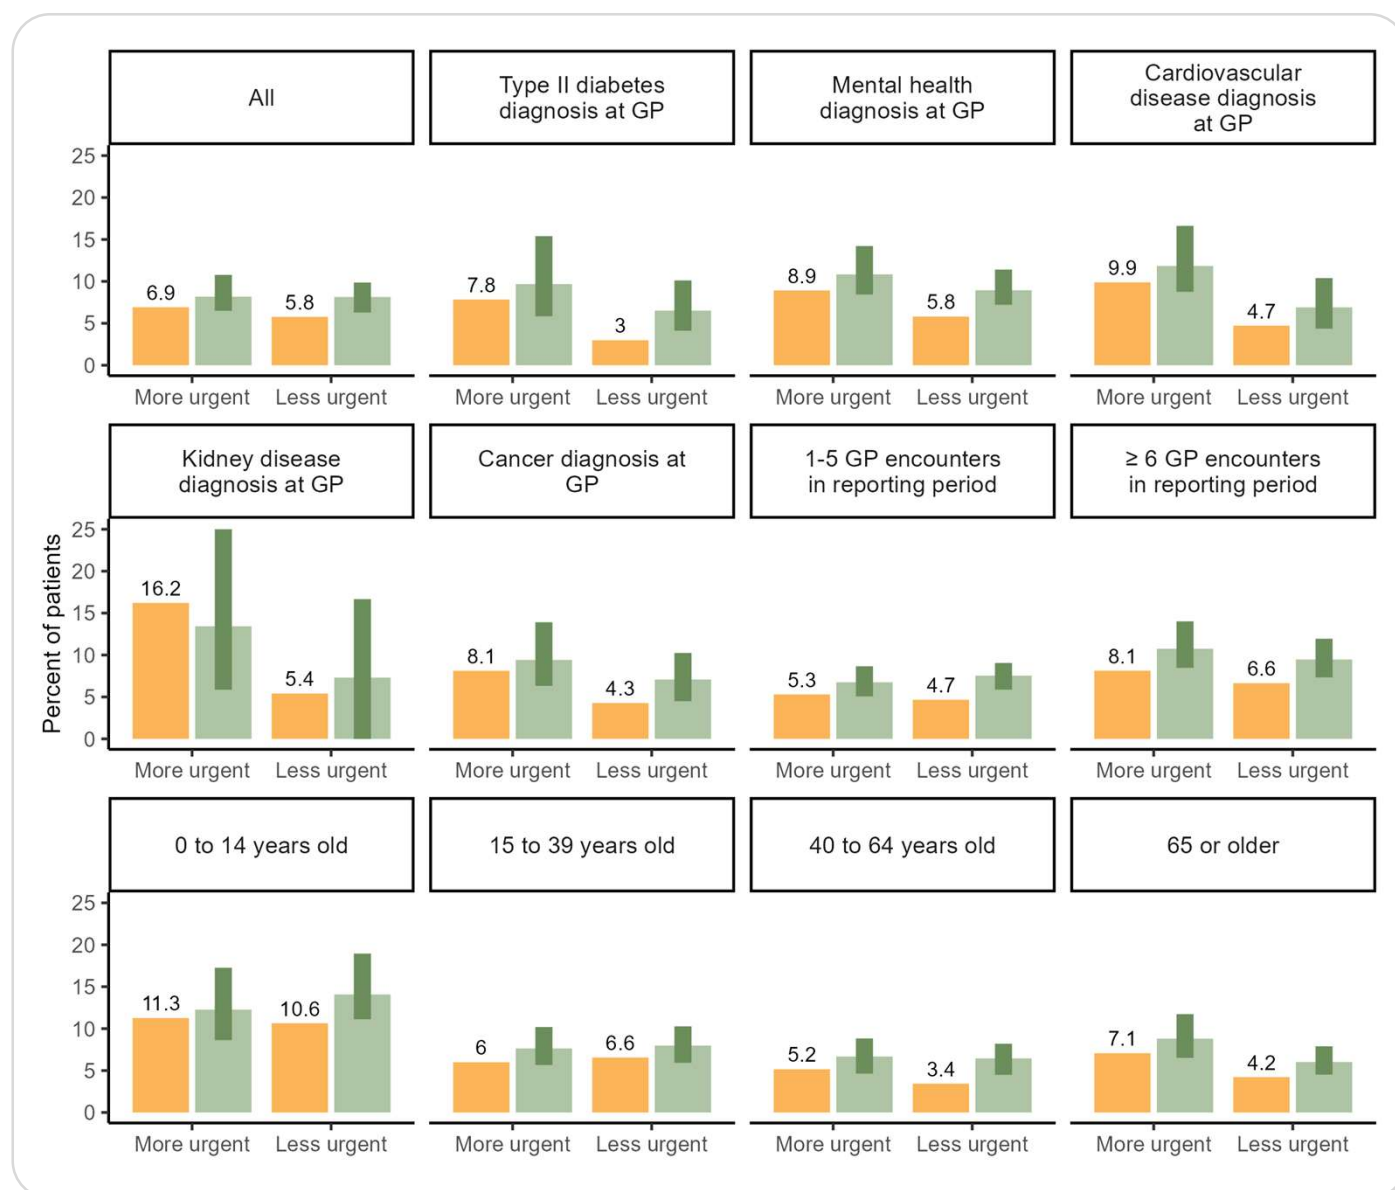 All
Type II diabetes
diagnosis at GP
Mental health
diagnosis at GP
Cardiovascular
disease diagnosis
at GP
25
20
15
10
5
0
6.9
5.8
7.8
3
8.9
5.8
9.9
4.7
More urgent Less urgent
More urgent Less urgent
More urgent Less urgent
More urgent Less urgent
Percent of patients
Kidney disease
diagnosis at GP
Cancer diagnosis at
GP
1-5 GP encounters
in reporting period
≥ 6 GP encounters
in reporting period
25
20
15
10
5
0
16.2
5.4
8.1
4.3
5.3
4.7
8.1
6.6
More urgent Less urgent
More urgent Less urgent
More urgent Less urgent
More urgent Less urgent
0 to 14 years old
15 to 39 years old
40 to 64 years old
65 or older
25
20
15
10
5
0
11.3
10.6
6
6.6
5.2
3.4
7.1
4.2
More urgent Less urgent
More urgent Less urgent
More urgent Less urgent
More urgent Less urgent